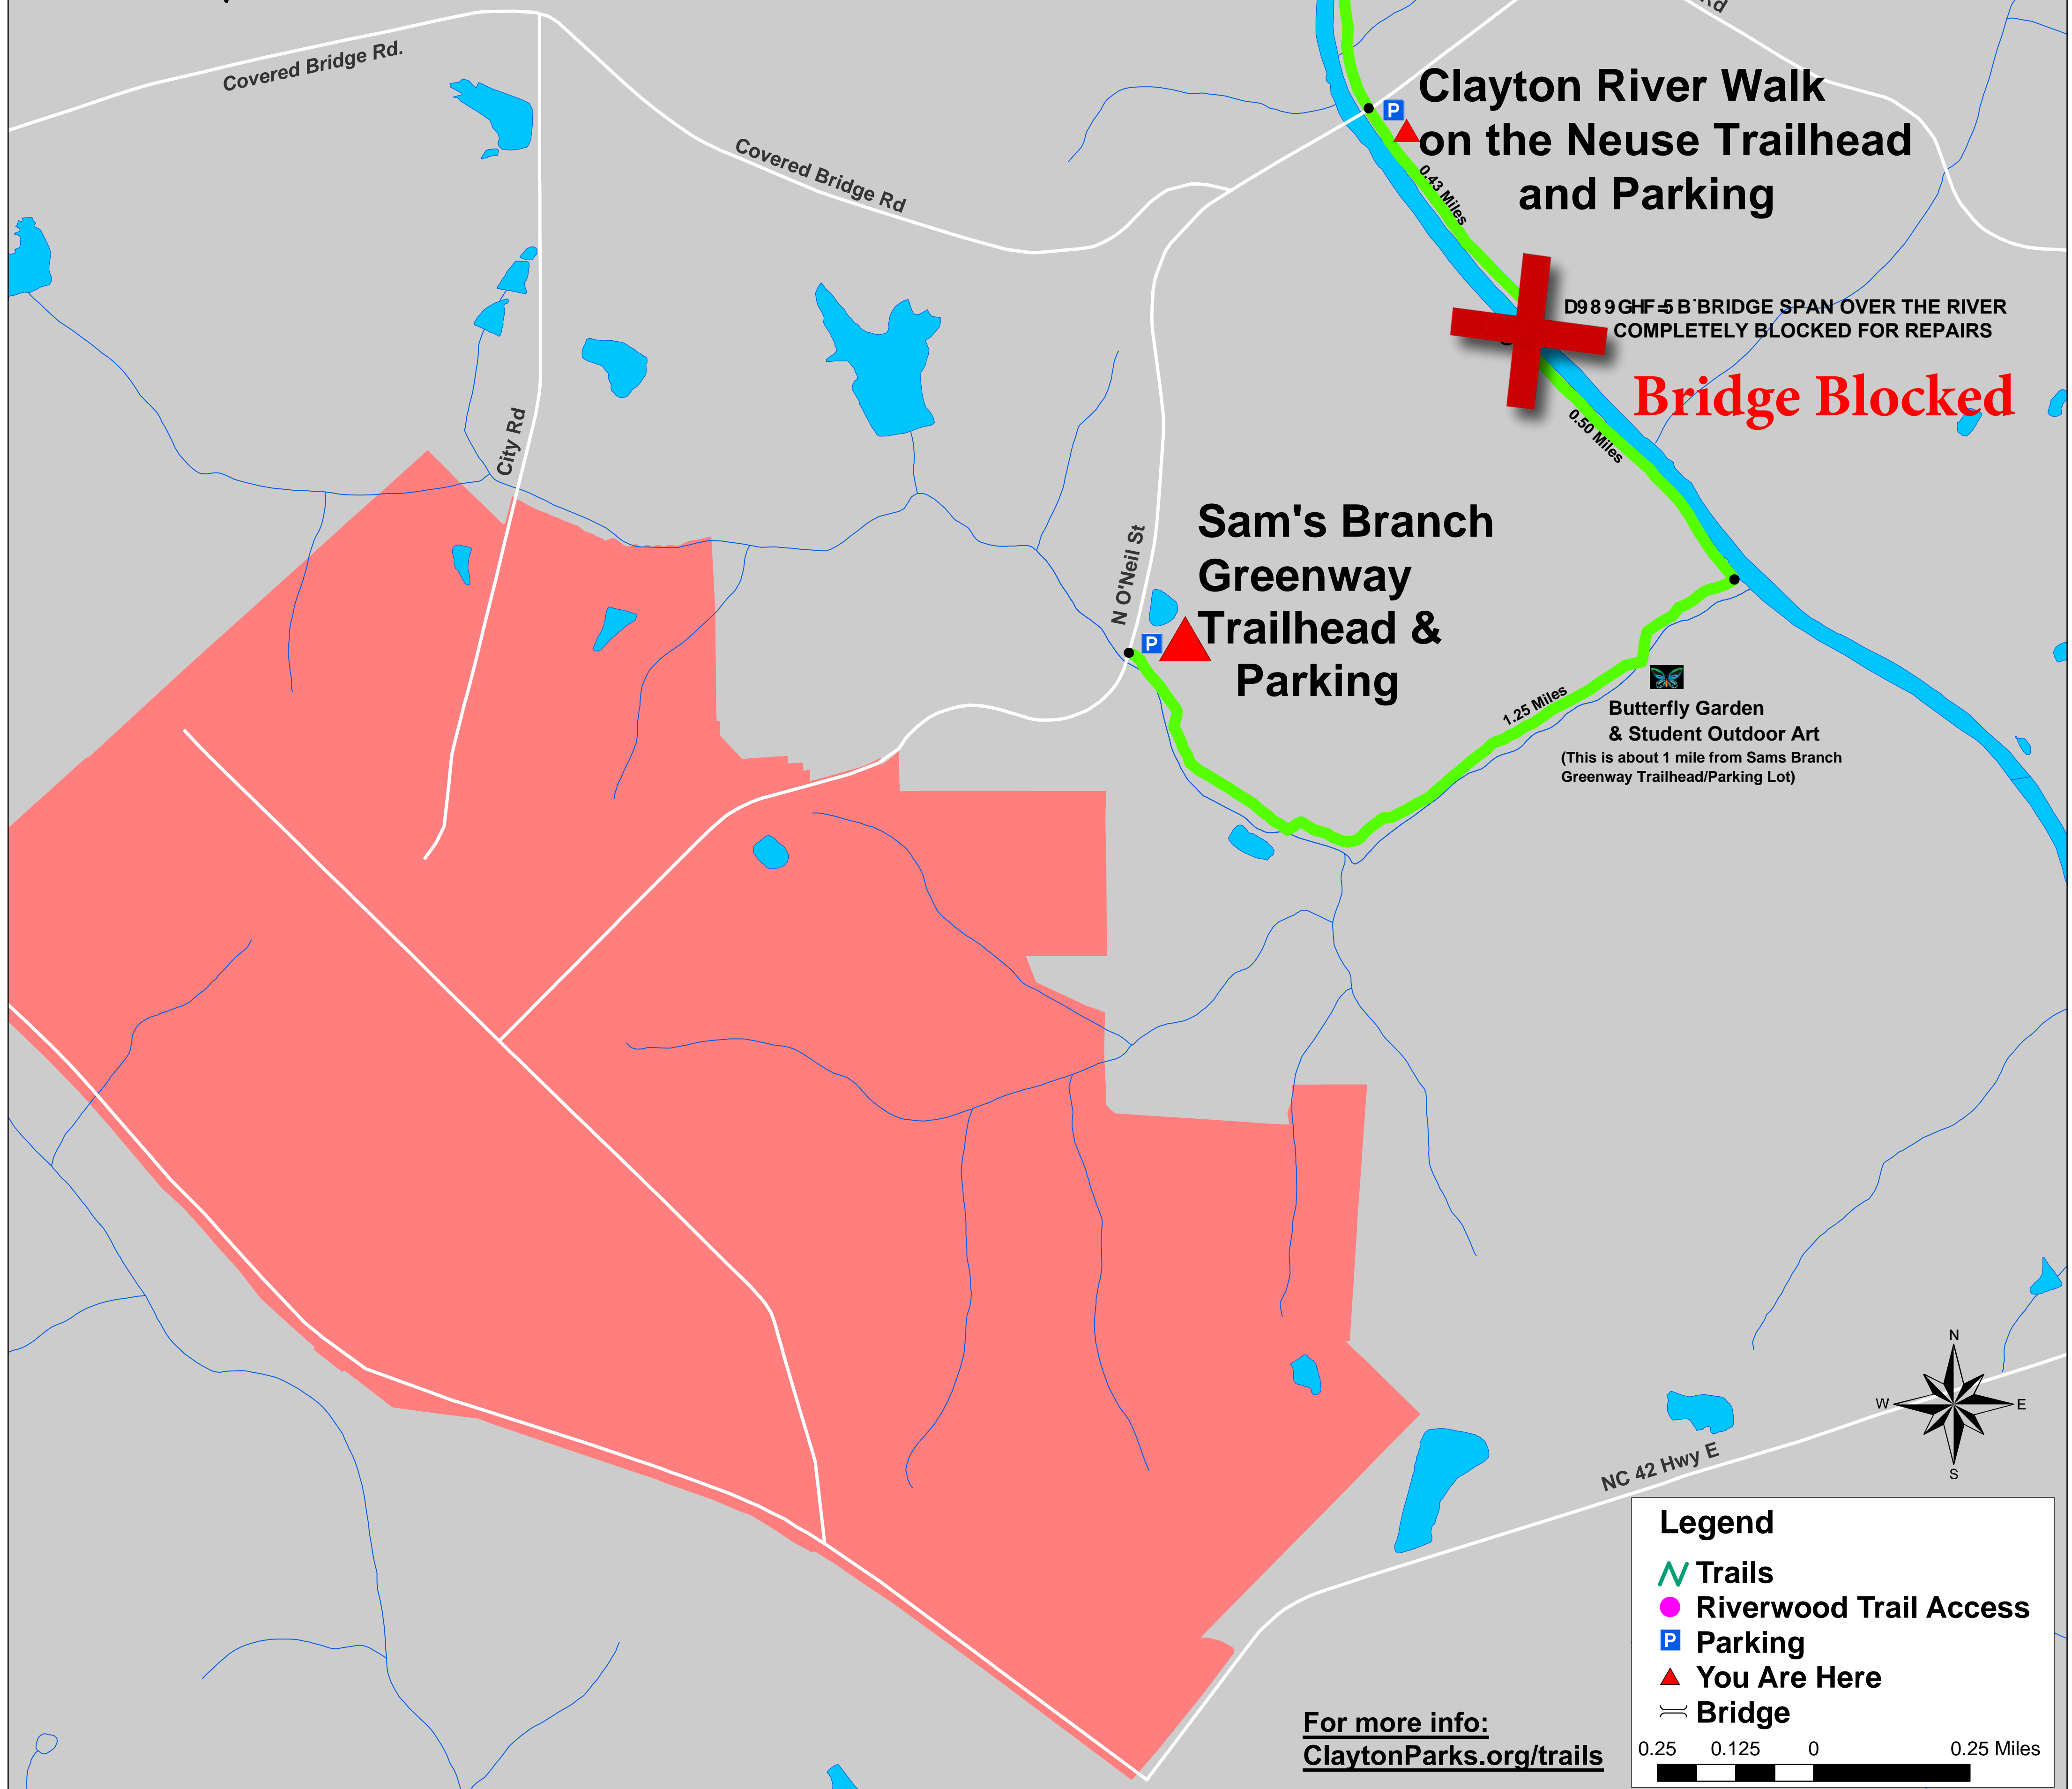 Rd
Covered Bridge Rd.
Covered Bridge Rd
P
Clayton River Walk
on the Neuse Trailhead
and Parking
0.43 Miles
BRIDGE SPAN OVER THE RIVER
COMPLETELY BLOCKED FOR REPAIRS
Bridge Blocked
0.50 Miles
City Rd
N O'Neil St
Sam's Branch
Greenway
Trailhead &
Parking
P
1.25 Miles
Butterfly Garden
& Student Outdoor Art
(This is about 1 mile from Sams Branch
Greenway Trailhead/Parking Lot)
N
W
E
S
NC 42 Hwy E
Legend
Trails
Riverwood Trail Access
P Parking
You Are Here
Bridge
0.25 0.125 0 0.25 Miles
For more info:
ClaytonParks.org/trails